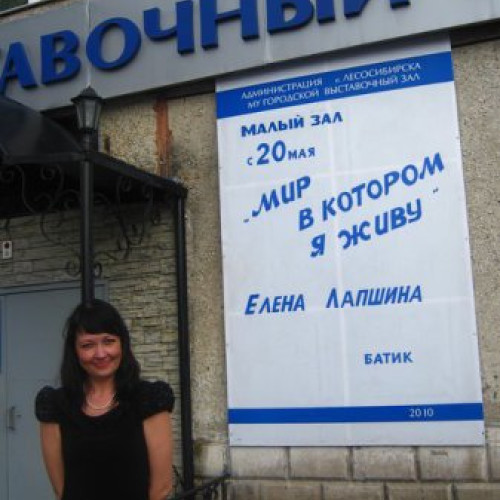 АВОЧНЫЙ
АДМИНИСТРАЦИЯ г. ЛЕСОСИБИРСКА
МУ ГОРОДСКОЙ ВЫСТАВОЧНЫЙ ЗАЛ
МАЛЫЙ ЗАЛ
с 20 МАЯ
„МИР
В КОТОРОМ
Я ЖИВУ"
ЕЛЕНА ЛАПШИНА
БАТИК
2010